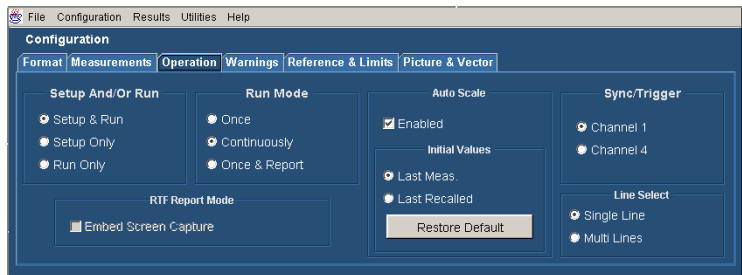 File Configuration Results Utilities Help
Configuration
Format Measurements Operation Warnings Reference & Limits Picture & Vector
Setup And/Or Run
Setup & Run
Setup Only
Run Only
Run Mode
Once
Continuously
Once & Report
RTF Report Mode
Embed Screen Capture
Auto Scale
Enabled
Initial Values
Last Meas.
Last Recalled
Restore Default
Sync/Trigger
Channel 1
Channel 4
Line Select
Single Line
Multi Lines